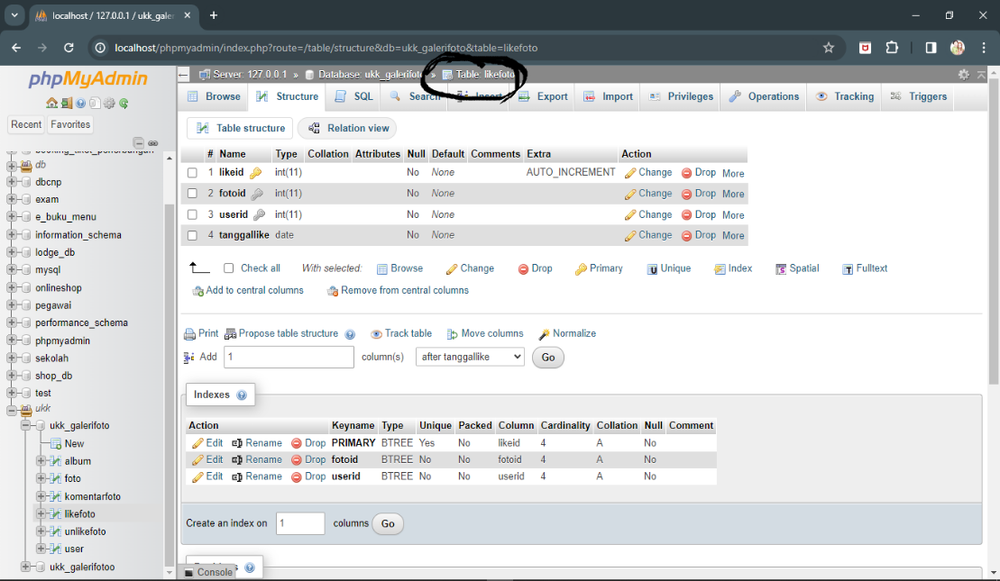 localhost / 127.0.0.1 / ukk_galer
localhost/phpmyadmin/index.php?route=/table/structure&db=ukk_galerifoto&table=likefoto
phpMyAdmin
Recent Favorites
db
dbcnp
exam
e_buku_menu
information_schema
lodge_db
mysql
onlineshop
pegawai
performance_schema
phpmyadmin
sekolah
shop_db
test
ukk
ukk_galerifoto
New
album
foto
komentarfoto
likefoto
unlikefoto
user
ukk_galerifotoo
Server: 127.0.0.1 » Database: ukk_galerifoto » Table: likefoto
Browse Structure SQL Search Insert Export Import Privileges Operations Tracking Triggers
Table structure Relation view
# Name Type Collation Attributes Null Default Comments Extra Action
1 likeid int(11) No None AUTO_INCREMENT Change Drop More
2 fotoid int(11) No None Change Drop More
3 userid int(11) No None Change Drop More
4 tanggallike date No None Change Drop More
Check all With selected: Browse Change Drop Primary Unique Index Spatial Fulltext
Add to central columns Remove from central columns
Print Propose table structure Track table Move columns Normalize
Add 1 column(s) after tanggallike Go
Indexes
Action Keyname Type Unique Packed Column Cardinality Collation Null Comment
Edit Rename Drop PRIMARY BTREE Yes No likeid 4 A No
Edit Rename Drop fotoid BTREE No No fotoid 4 A No
Edit Rename Drop userid BTREE No No userid 4 A No
Create an index on 1 columns Go
Console